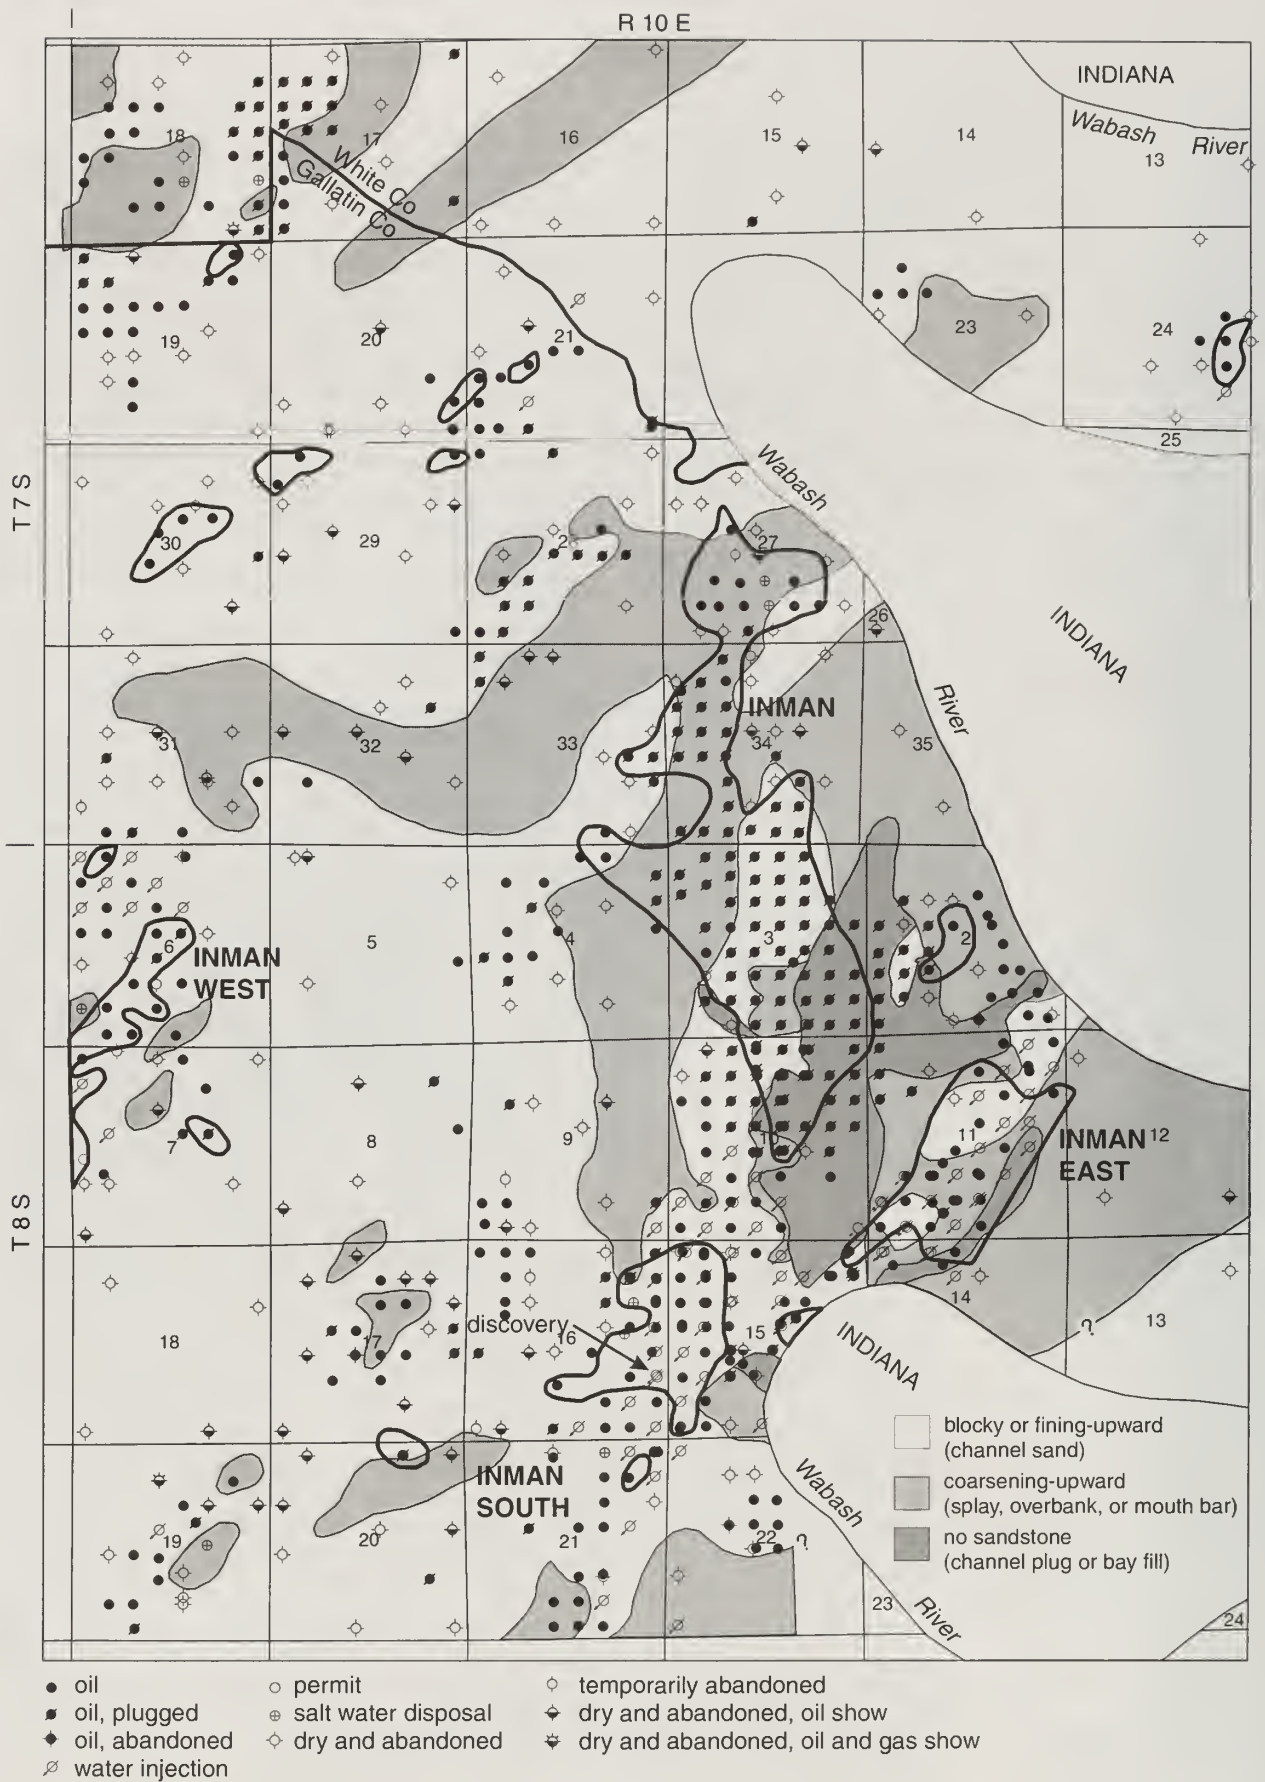 R 10 E
INDIANA
Wabash
River
18
17
16
15
14
13
White Co
Gallatin Co
19
20
21
23
24
25
T 7 S
Wabash
30
29
28
27
26
INDIANA
River
INMAN
31
32
33
34
35
6
5
4
3
2
INMAN
WEST
7
8
9
10
11
INMAN
EAST
12
T 8 S
18
17
discovery
16
15
14
13
?
INDIANA
blocky or fining-upward
(channel sand)
coarsening-upward
(splay, overbank, or mouth bar)
no sandstone
(channel plug or bay fill)
INMAN
SOUTH
Wabash
River
19
20
21
22
?
23
24
oil
oil, plugged
oil, abandoned
water injection
permit
salt water disposal
dry and abandoned
temporarily abandoned
dry and abandoned, oil show
dry and abandoned, oil and gas show